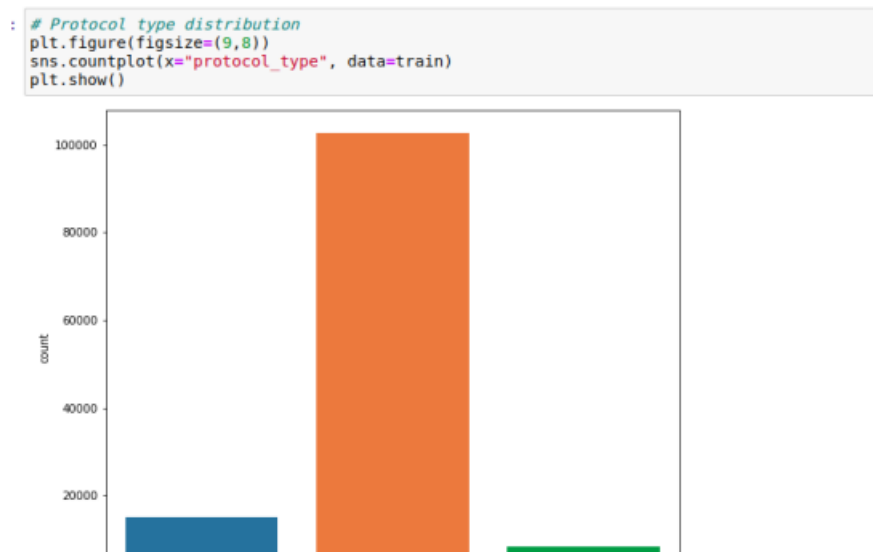 : # Protocol type distribution
plt.figure(figsize=(9,8))
sns.countplot(x="protocol_type", data=train)
plt.show()
100000
80000
60000
count
40000
20000